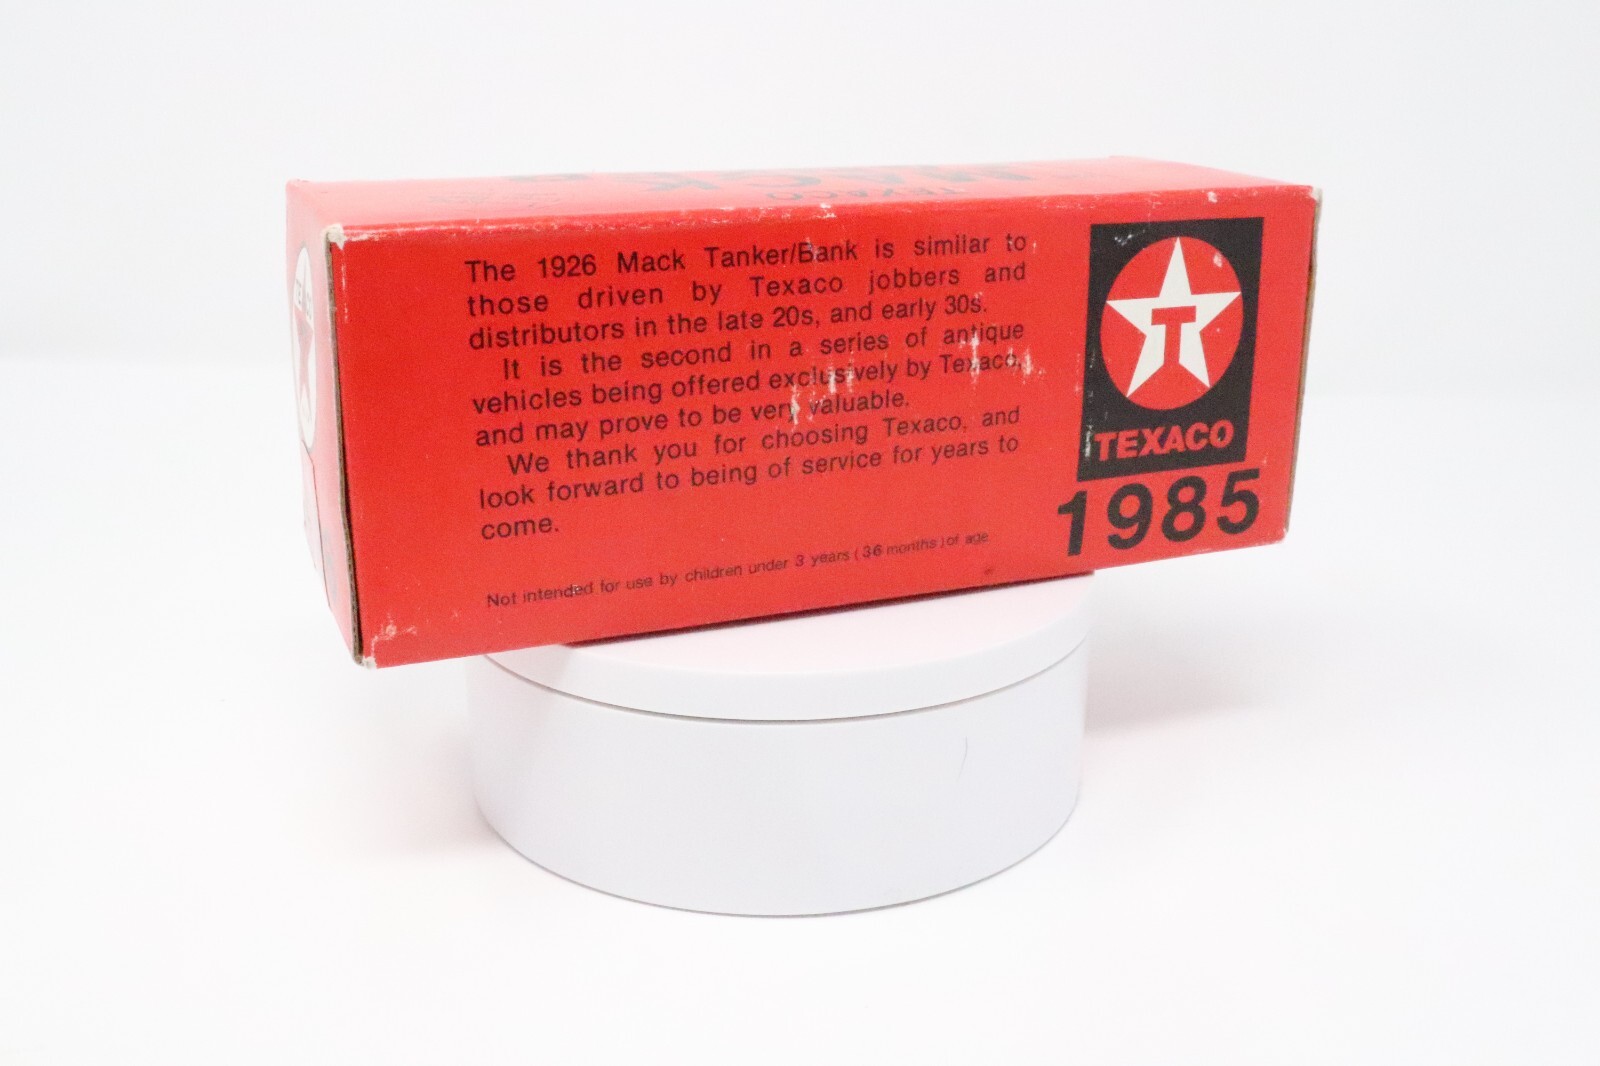 TEXACO
The 1926 Mack Tanker/Bank is similar to
those driven by Texaco jobbers and
distributors in the late 20s, and early 30s.
It is the second in a series of antique
vehicles being offered exclusively by Texaco,
and may prove to be very valuable.
We thank you for choosing Texaco, and
look forward to being of service for years to
come.
Not intended for use by children under 3 years (36 months) of age
T
TEXACO
1985